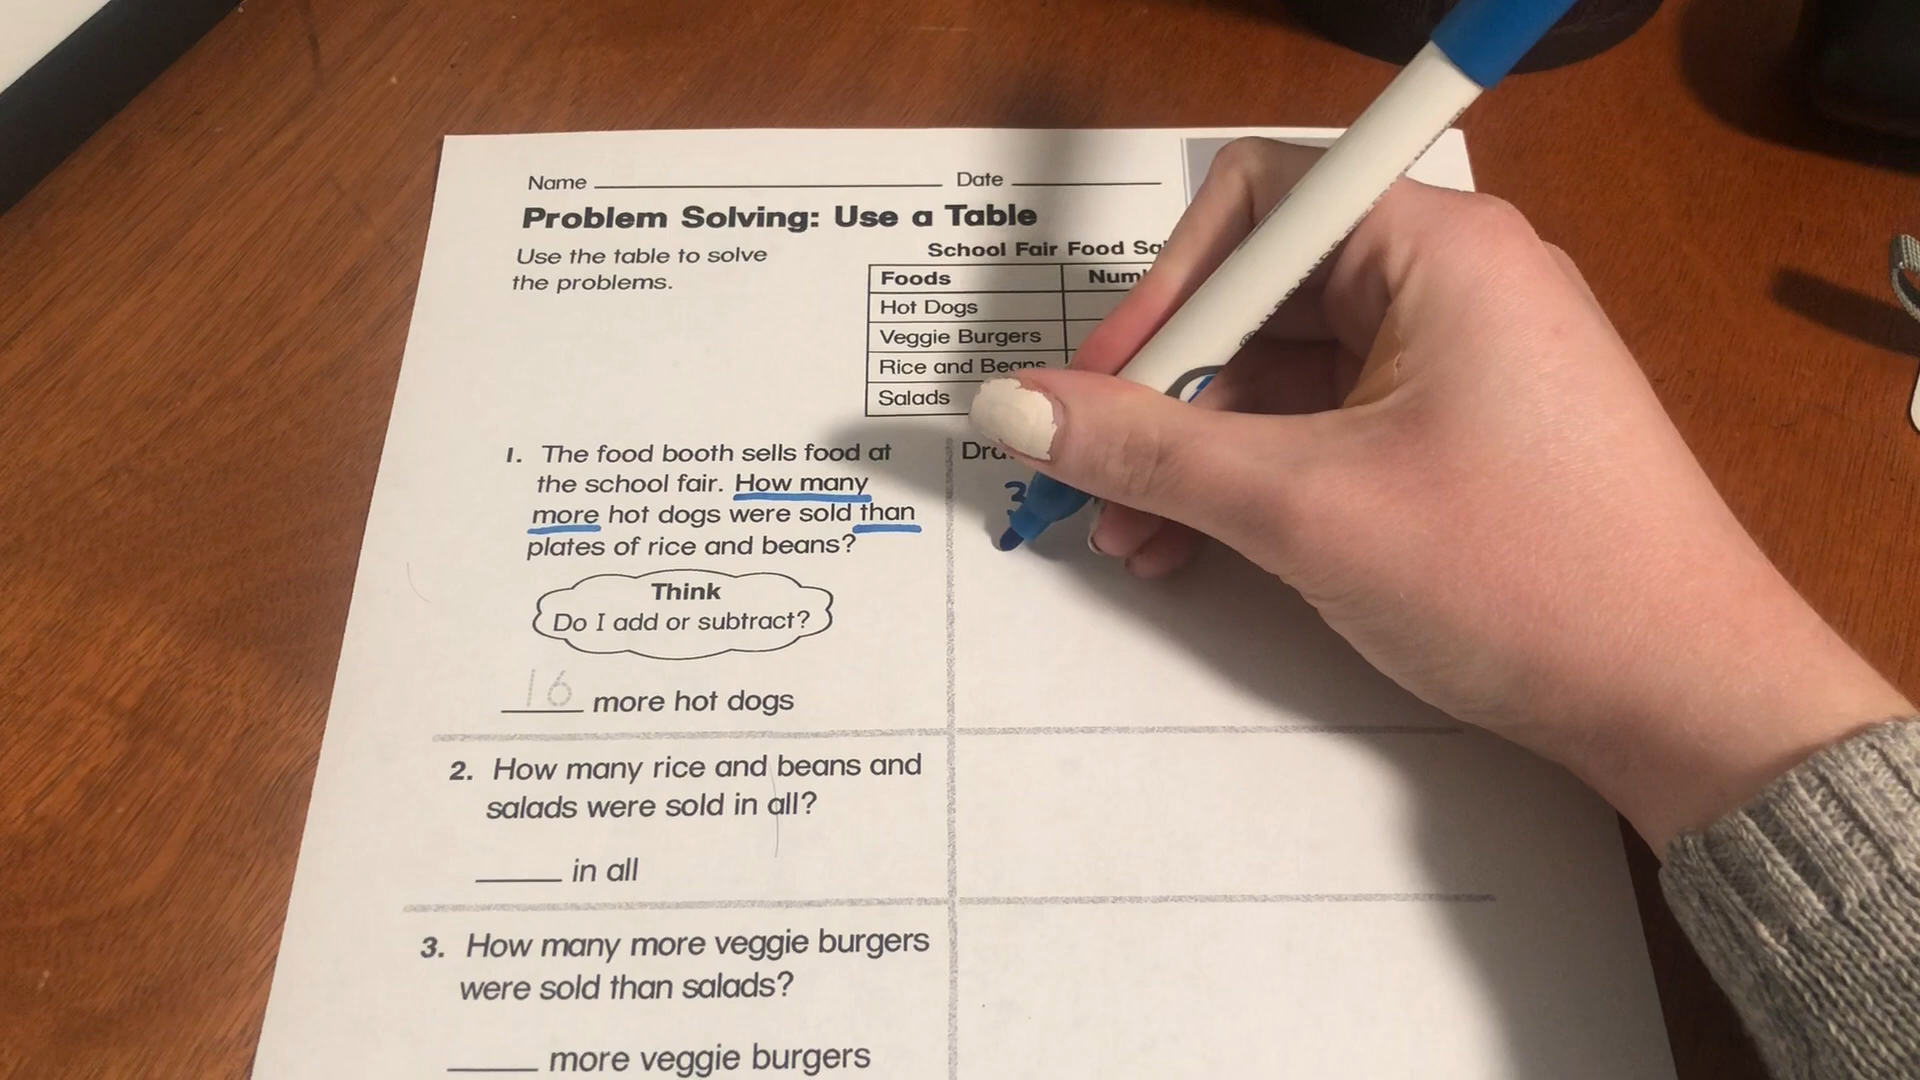 Name Date
Problem Solving: Use a Table
Use the table to solve
the problems.
School Fair Food
Foods
Hot Dogs
Veggie Burgers
Rice and Beans
Salads
1. The food booth sells food at
the school fair. How many
more hot dogs were sold than
plates of rice and beans?
3
Think
Do I add or subtract?
16 more hot dogs
2. How many rice and beans and
salads were sold in all?
in all
3. How many more veggie burgers
were sold than salads?
more veggie burgers